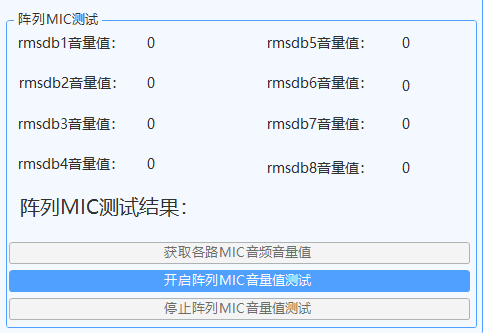 阵列MIC测试
rmsdb1音量值: 0 rmsdb5音量值: 0
rmsdb2音量值: 0 rmsdb6音量值: 0
rmsdb3音量值: 0 rmsdb7音量值: 0
rmsdb4音量值: 0 rmsdb8音量值: 0
阵列MIC测试结果:
获取各路MIC音频音量值
开启阵列MIC音量值测试
停止阵列MIC音量值测试